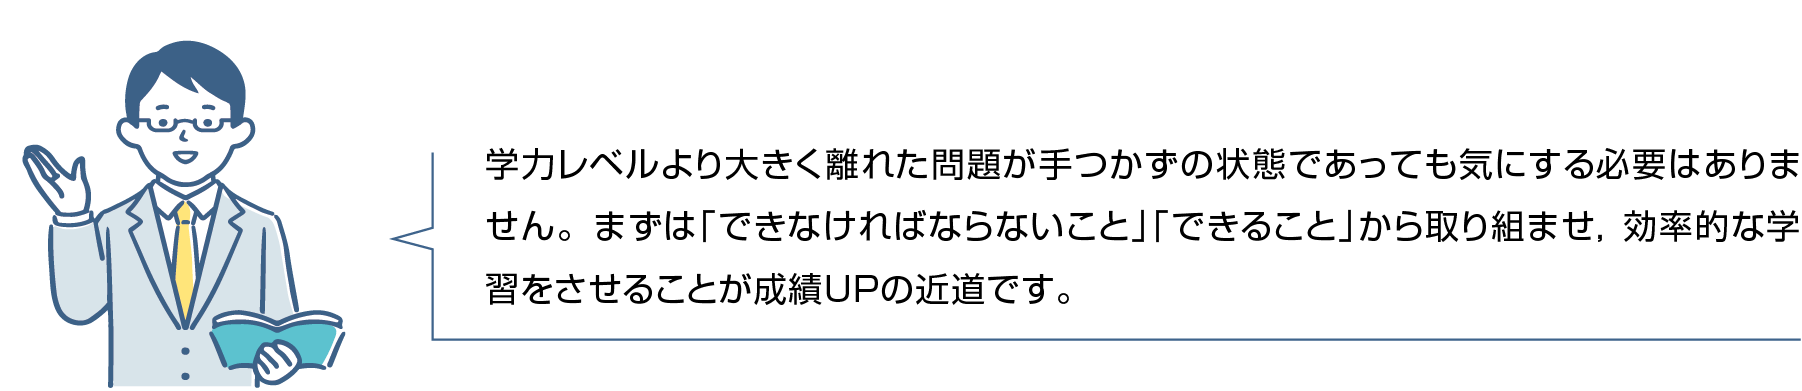 学力レベルより大きく離れた問題が手つかずの状態であっても気にする必要はありま
せん。まずは「できなければならないこと」「できること」から取り組ませ, 効率的な学
習をさせることが成績UPの近道です。